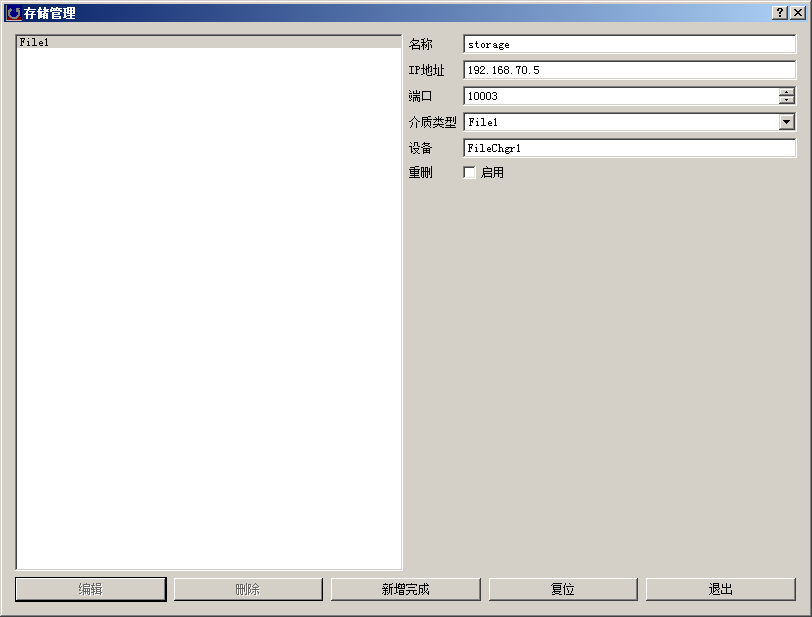 存储管理
File1
名称 storage
IP地址 192.168.70.5
端口 10003
介质类型 File1
设备 FileChgr1
重删 启用
编辑 删除 新增完成 复位 退出